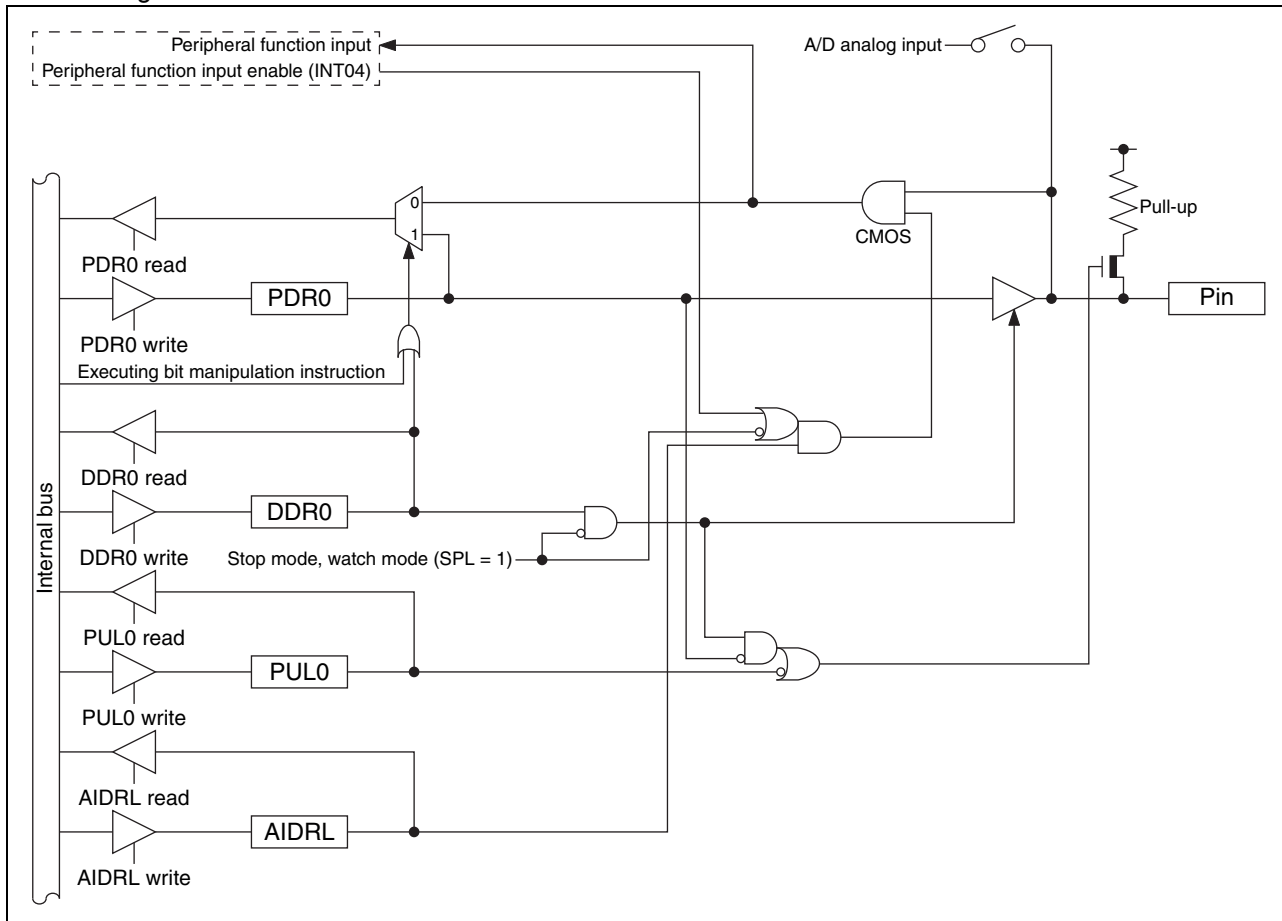 Peripheral function input
A/D analog input
Peripheral function input enable (INT04)
0
Pull-up
1
CMOS
PDR0 read
PDR0
Pin
PDR0 write
Executing bit manipulation instruction
DDR0 read
Internal bus
DDR0
DDR0 write
Stop mode, watch mode (SPL = 1)
PUL0 read
PUL0
PUL0 write
AIDRL read
AIDRL
AIDRL write